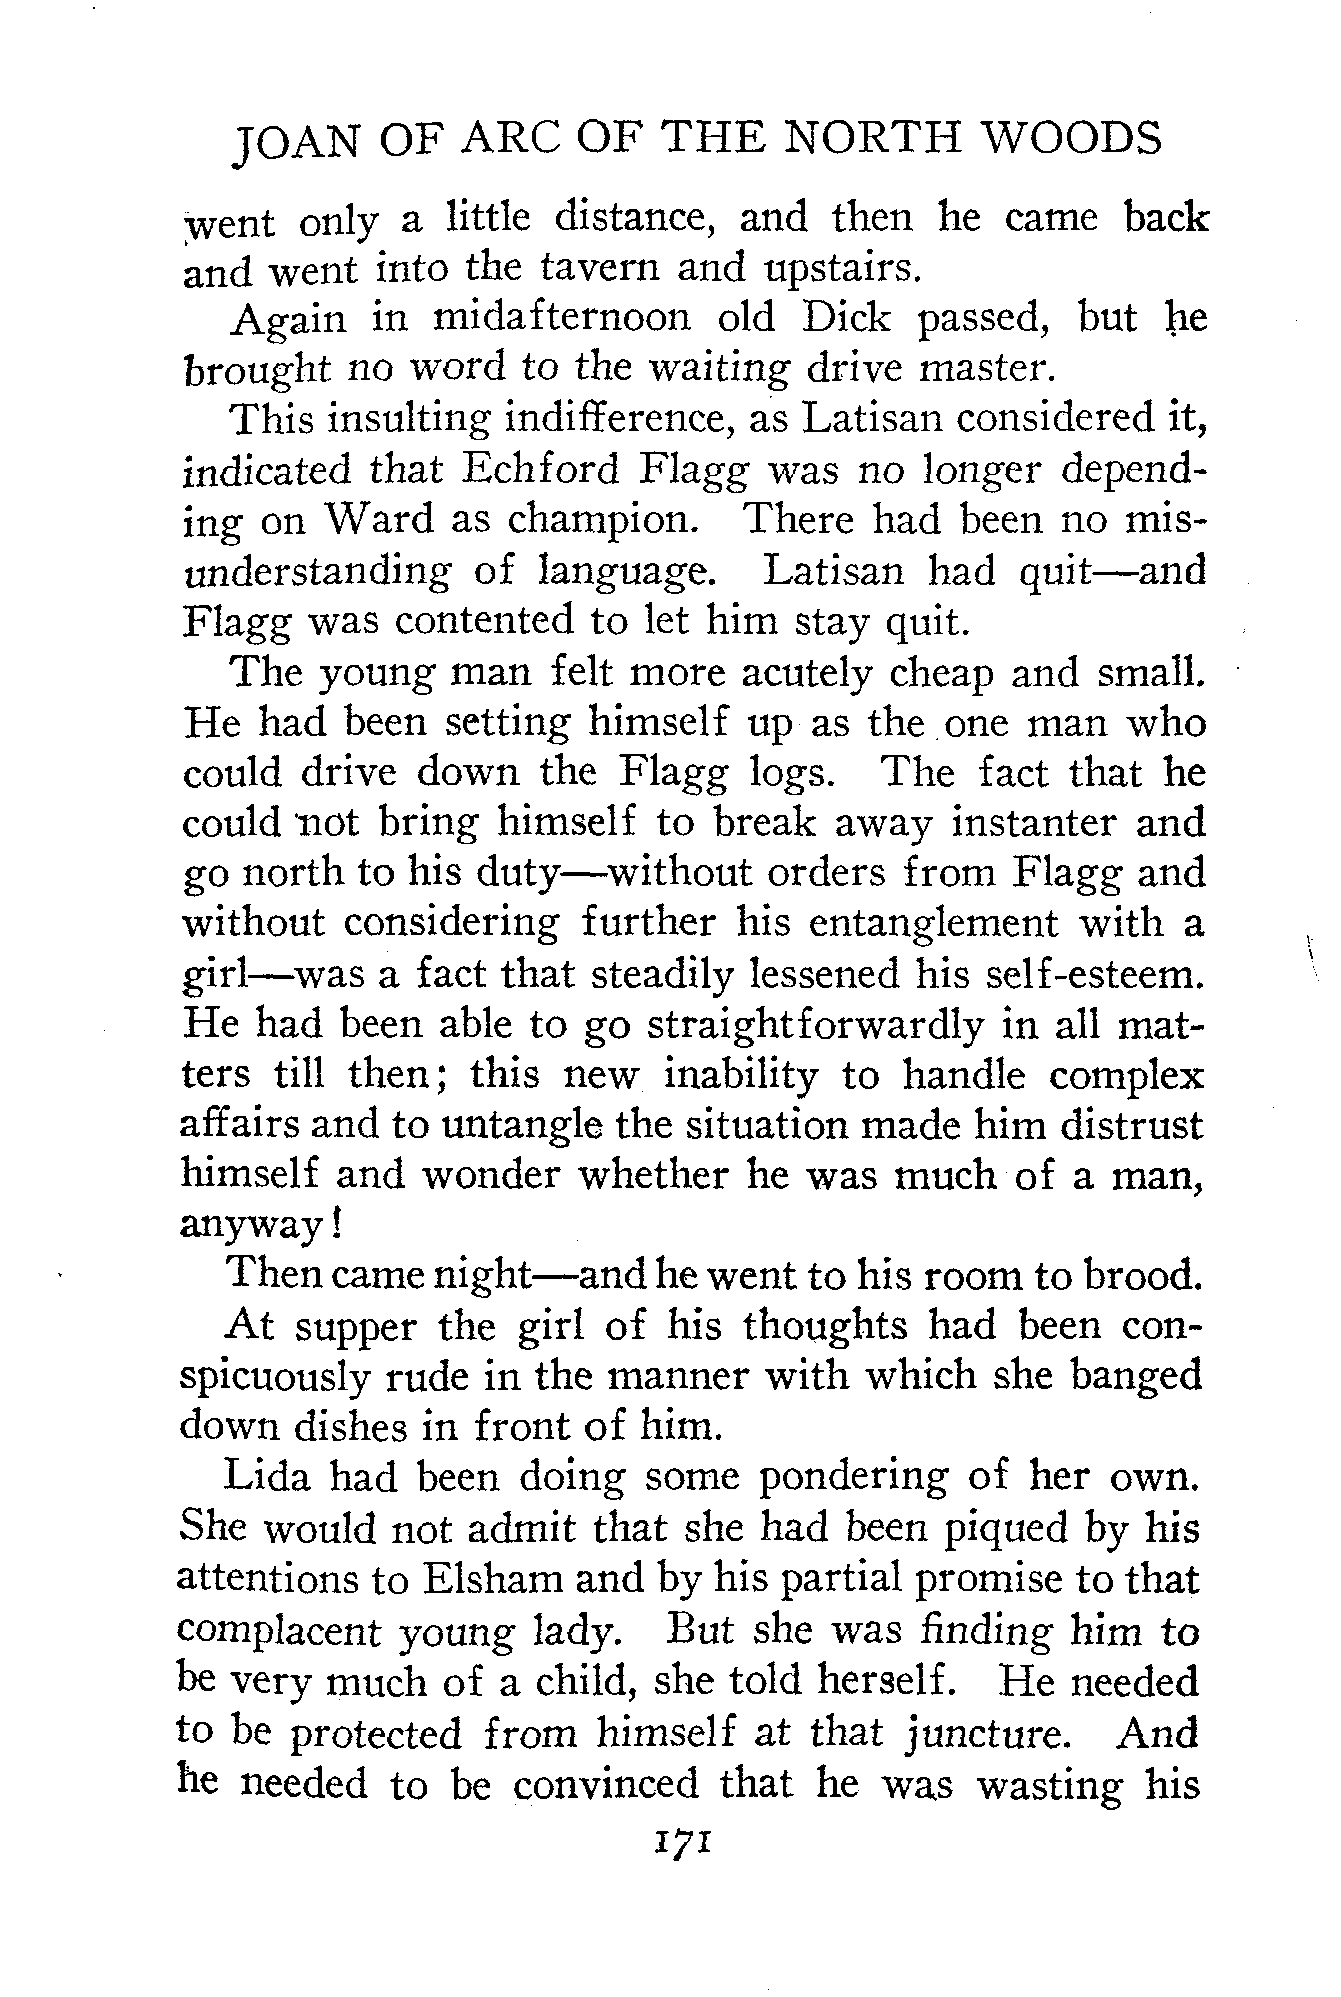 JOAN OF ARC OF THE NORTH WOODS
went only a little distance, and then he came back
and went into the tavern and upstairs.
Again in midafternoon old Dick passed, but he
brought no word to the waiting drive master.
This insulting indifference, as Latisan considered it,
indicated that Echford Flagg was no longer depend-
ing on Ward as champion. There had been no mis-
understanding of language. Latisan had quit—and
Flagg was contented to let him stay quit.
The young man felt more acutely cheap and small.
He had been setting himself up as the one man who
could drive down the Flagg logs. The fact that he
could not bring himself to break away instanter and
go north to his duty—without orders from Flagg and
without considering further his entanglement with a
girl—was a fact that steadily lessened his self-esteem.
He had been able to go straightforwardly in all mat-
ters till then; this new inability to handle complex
affairs and to untangle the situation made him distrust
himself and wonder whether he was much of a man,
anyway!
Then came night—and he went to his room to brood.
At supper the girl of his thoughts had been con-
spicuously rude in the manner with which she banged
down dishes in front of him.
Lida had been doing some pondering of her own.
She would not admit that she had been piqued by his
attentions to Elsham and by his partial promise to that
complacent young lady. But she was finding him to
be very much of a child, she told herself. He needed
to be protected from himself at that juncture. And
he needed to be convinced that he was wasting his
171